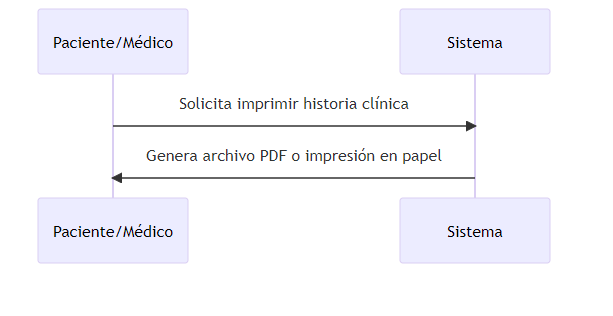 Paciente/Médico
Sistema
Solicita imprimir historia clínica
Genera archivo PDF o impresión en papel
Paciente/Médico
Sistema